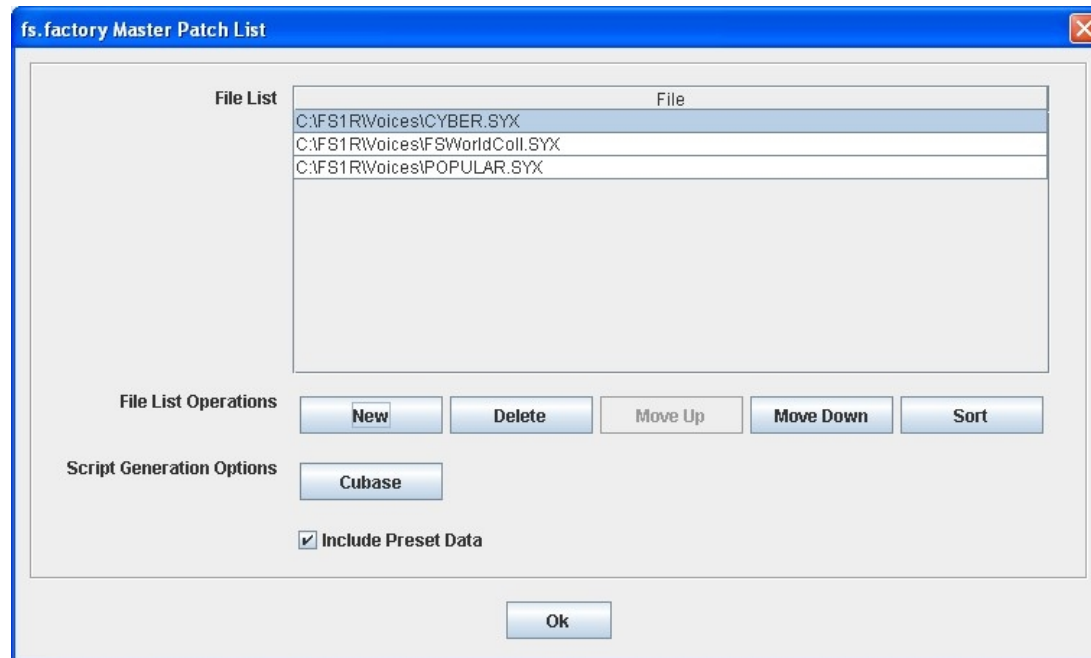 fs.factory Master Patch List
File List
File
C:\FS1R\Voices\CYBER.SYX
C:\FS1R\Voices\FSWorldColl.SYX
C:\FS1R\Voices\POPULAR.SYX
File List Operations
New
Delete
Move Up
Move Down
Sort
Script Generation Options
Cubase
Include Preset Data
Ok